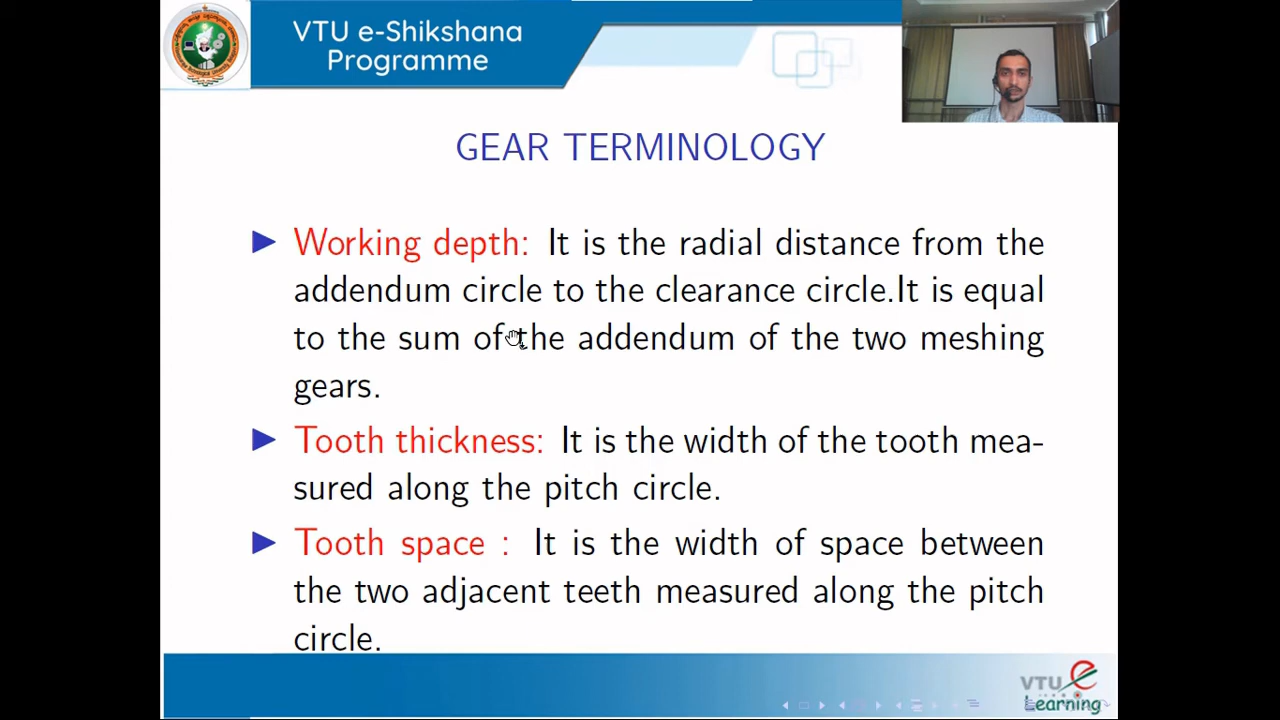 VTU e-Shikshana
Programme
GEAR TERMINOLOGY
Working depth: It is the radial distance from the
addendum circle to the clearance circle.It is equal
to the sum of the addendum of the two meshing
gears.
Tooth thickness: It is the width of the tooth mea-
sured along the pitch circle.
Tooth space : It is the width of space between
the two adjacent teeth measured along the pitch
circle.
VTU e
Learning